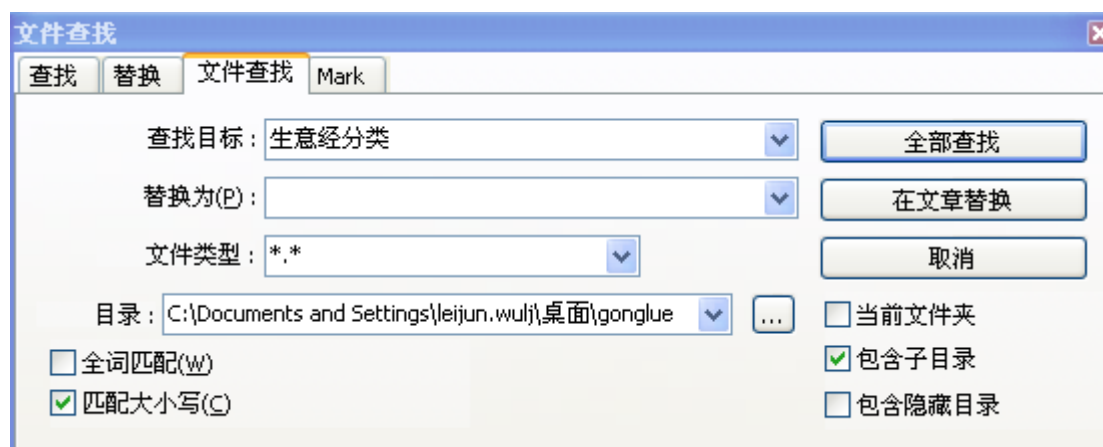 文件查找
查找 替换 文件查找 Mark
查找目标： 生意经分类 全部查找
替换为(P)： 在文章替换
文件类型： *.* 取消
目录： C:\Documents and Settings\leijun.wulj\桌面\gonglue ... 当前文件夹
全词匹配(W) 包含子目录
匹配大小写(C) 包含隐藏目录